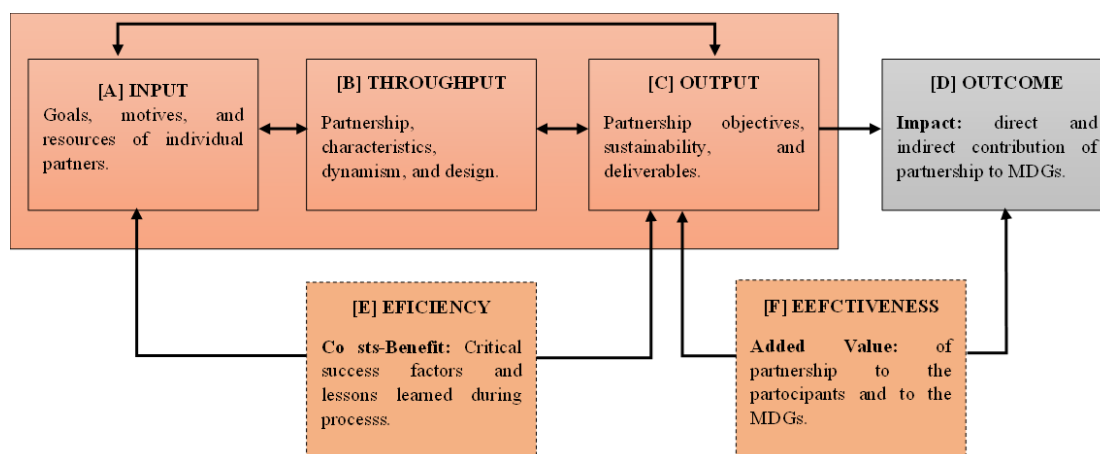 [A] INPUT
Goals, motives, and
resources of individual
partners.
[B] THROUGHPUT
Partnership,
characteristics,
dynamism, and design.
[C] OUTPUT
Partnership objectives,
sustainability, and
deliverables.
[D] OUTCOME
Impact: direct and
indirect contribution of
partnership to MDGs.
[E] EFICIENCY
Co sts-Benefit: Critical
success factors and
lessons learned during
processs.
[F] EEFCTIVENESS
Added Value: of
partnership to the
partocipants and to the
MDGs.